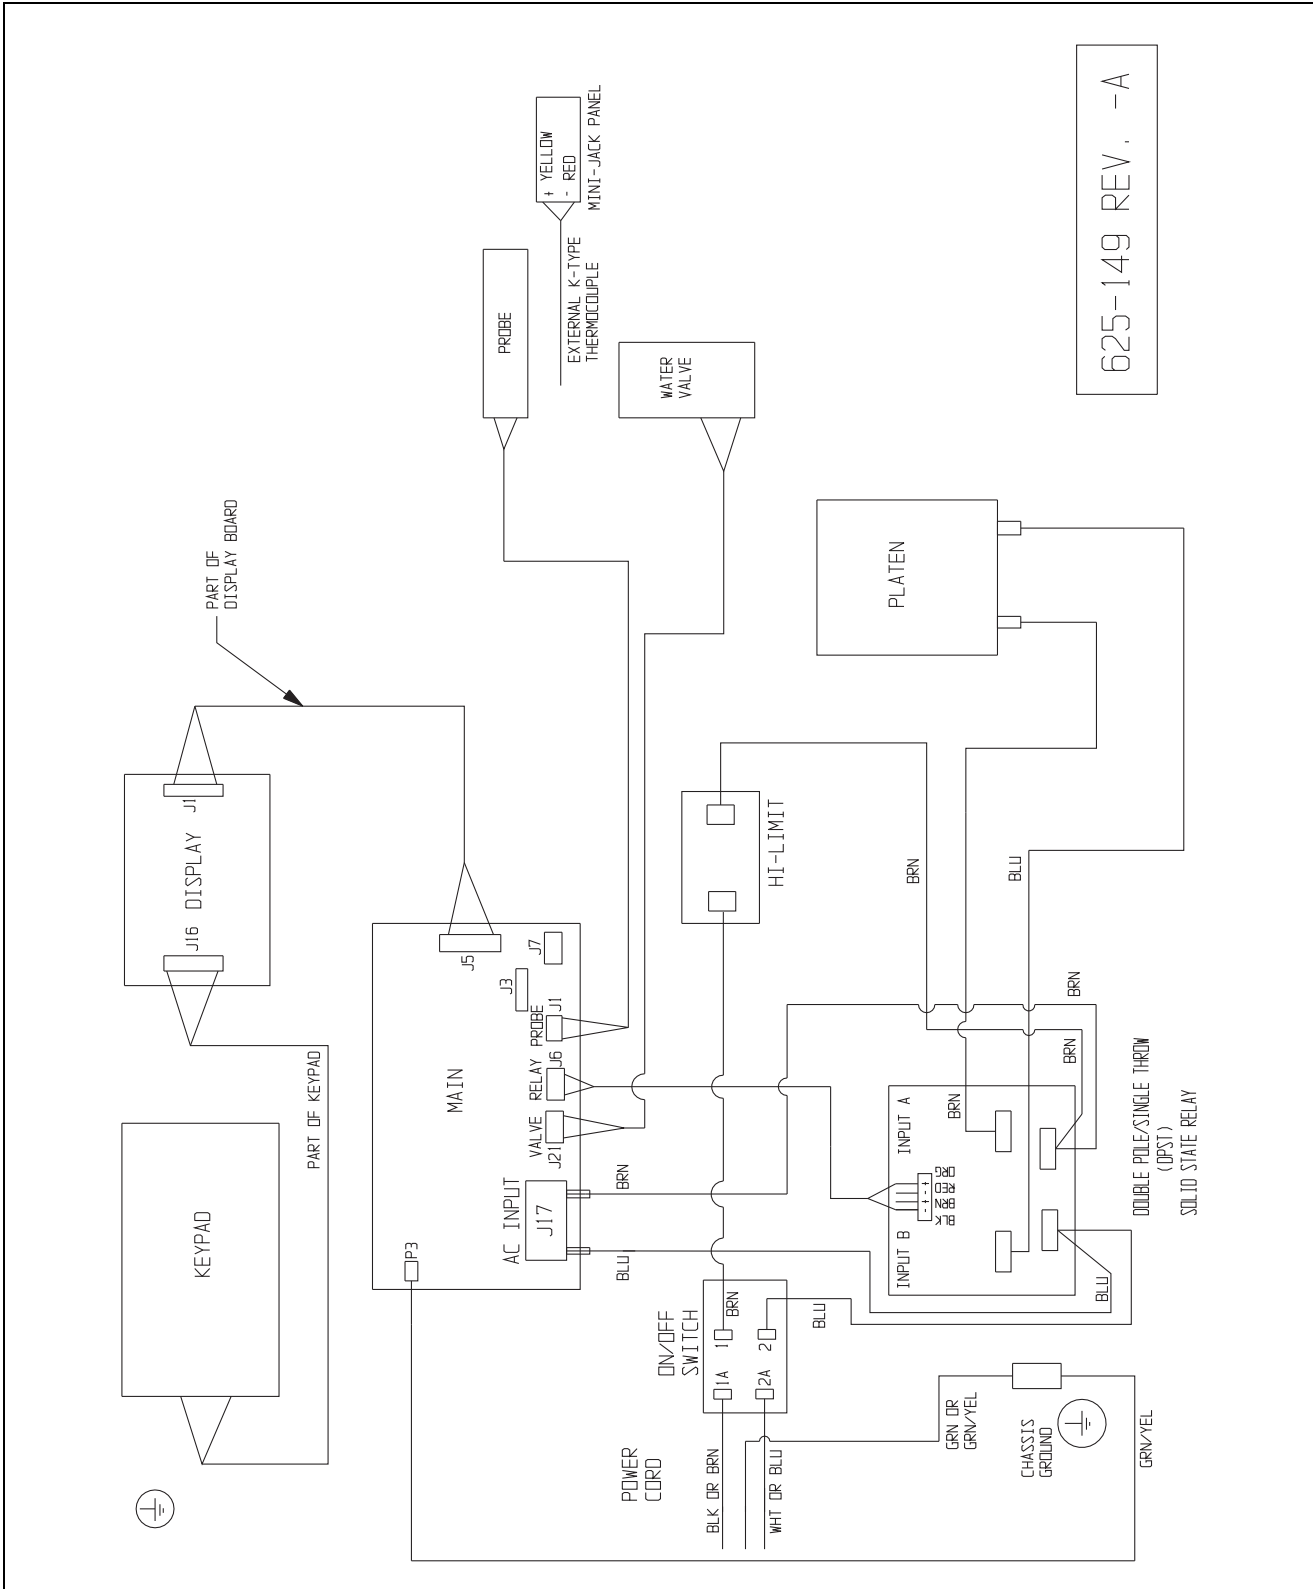 625-149 REV. -A
+ YELLOW
- RED
MINI-JACK PANEL
EXTERNAL K-TYPE
THERMOCOUPLE
PROBE
WATER
VALVE
PART OF
DISPLAY BOARD
PLATEN
J1
DISPLAY
J16
HI-LIMIT
BRN
BLU
J5
J7
J3
J1
PROBE
J6
RELAY
VALVE
J21
MAIN
AC INPUT
J17
P3
BRN
BLU
PART OF KEYPAD
KEYPAD
BRN
BRN
BRN
INPUT A
INPUT B
ORG
RED
BRN
BLK
+
-
+
-
BLU
DOUBLE POLE/SINGLE THROW
(DPST)
SOLID STATE RELAY
ON/OFF
SWITCH
BRN
BLU
1
2
1A
2A
POWER
CORD
BLK OR BRN
WHT OR BLU
GRN OR
GRN/YEL
CHASSIS
GROUND
GRN/YEL